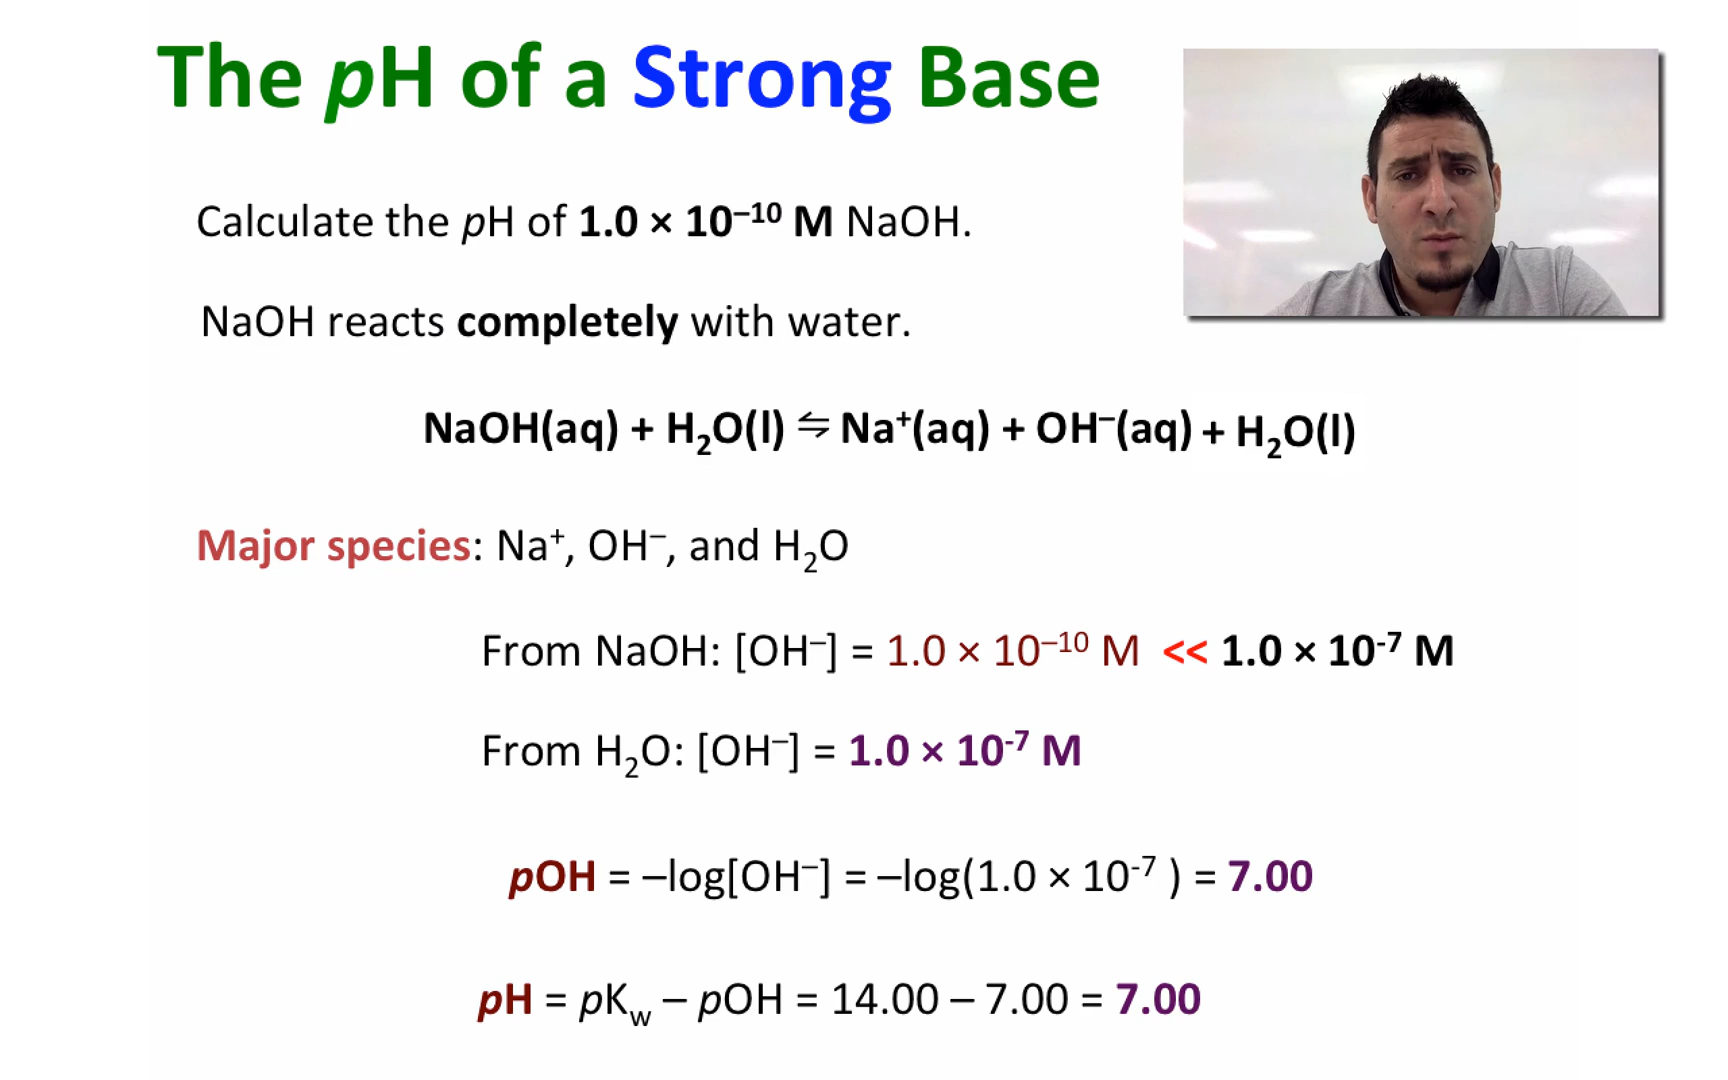 The pH of a Strong Base
Calculate the pH of 1.0 × 10⁻¹⁰ M NaOH.
NaOH reacts completely with water.
NaOH(aq) + H₂O(l) ⇋ Na⁺(aq) + OH⁻(aq) + H₂O(l)
Major species: Na⁺, OH⁻, and H₂O
From NaOH: [OH⁻] = 1.0 × 10⁻¹⁰ M << 1.0 × 10⁻⁷ M
From H₂O: [OH⁻] = 1.0 × 10⁻⁷ M
pOH = –log[OH⁻] = –log(1.0 × 10⁻⁷ ) = 7.00
pH = pK_w – pOH = 14.00 – 7.00 = 7.00